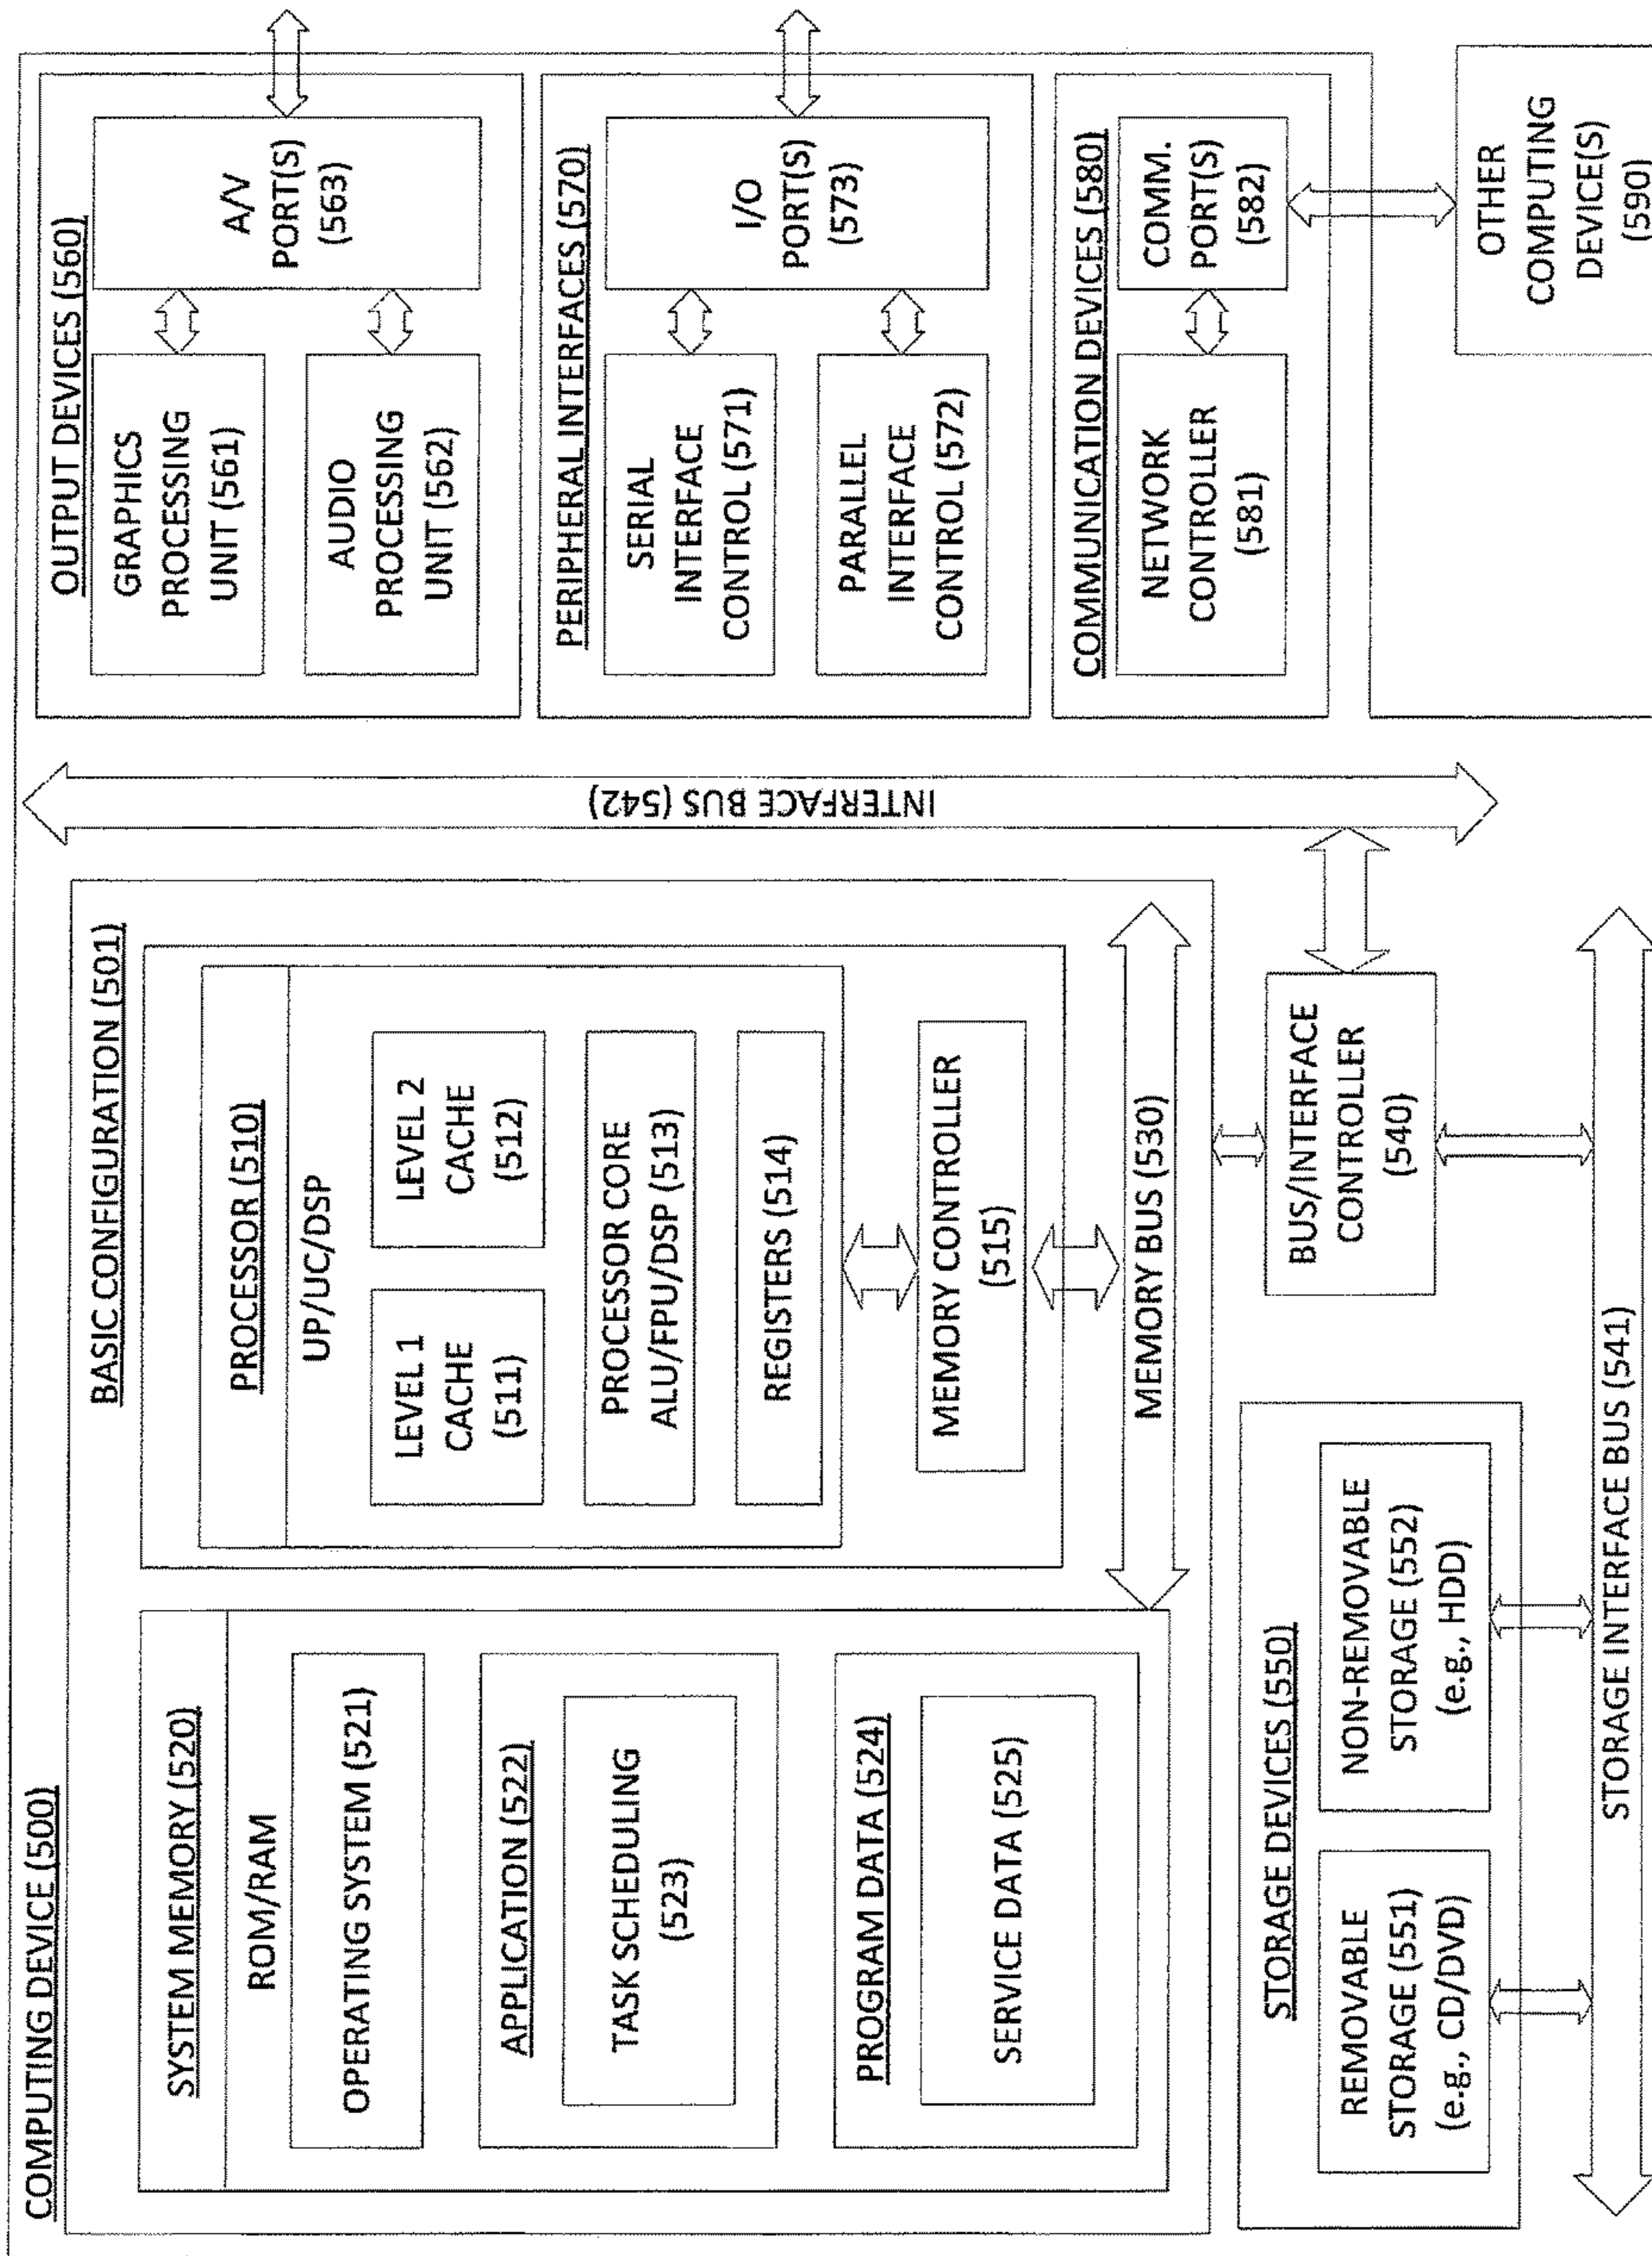 COMPUTING DEVICE (500)
BASIC CONFIGURATION (501)
SYSTEM MEMORY (520)
ROM/RAM
OPERATING SYSTEM (521)
APPLICATION (522)
TASK SCHEDULING
(523)
PROGRAM DATA (524)
SERVICE DATA (525)
PROCESSOR (510)
UP/UC/DSP
LEVEL 1
CACHE
(511)
LEVEL 2
CACHE
(512)
PROCESSOR CORE
ALU/FPU/DSP (513)
REGISTERS (514)
MEMORY CONTROLLER
(515)
MEMORY BUS (530)
BUS/INTERFACE
CONTROLLER
(540)
STORAGE DEVICES (550)
REMOVABLE
STORAGE (551)
(e.g., CD/DVD)
NON-REMOVABLE
STORAGE (552)
(e.g., HDD)
STORAGE INTERFACE BUS (541)
INTERFACE BUS (542)
OUTPUT DEVICES (560)
GRAPHICS
PROCESSING
UNIT (561)
AUDIO
PROCESSING
UNIT (562)
A/V
PORT(S)
(563)
PERIPHERAL INTERFACES (570)
SERIAL
INTERFACE
CONTROL (571)
PARALLEL
INTERFACE
CONTROL (572)
I/O
PORT(S)
(573)
COMMUNICATION DEVICES (580)
NETWORK
CONTROLLER
(581)
COMM.
PORT(S)
(582)
OTHER
COMPUTING
DEVICE(S)
(590)